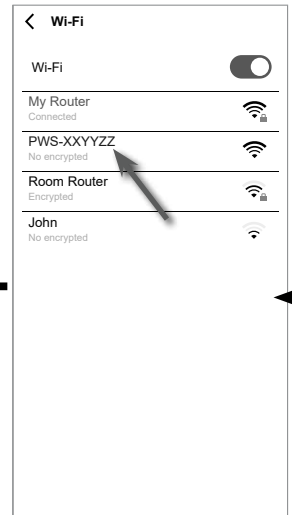 Wi-Fi
Wi-Fi
My Router
Connected
PWS-XXYYZZ
No encrypted
Room Router
Encrypted
John
No encrypted